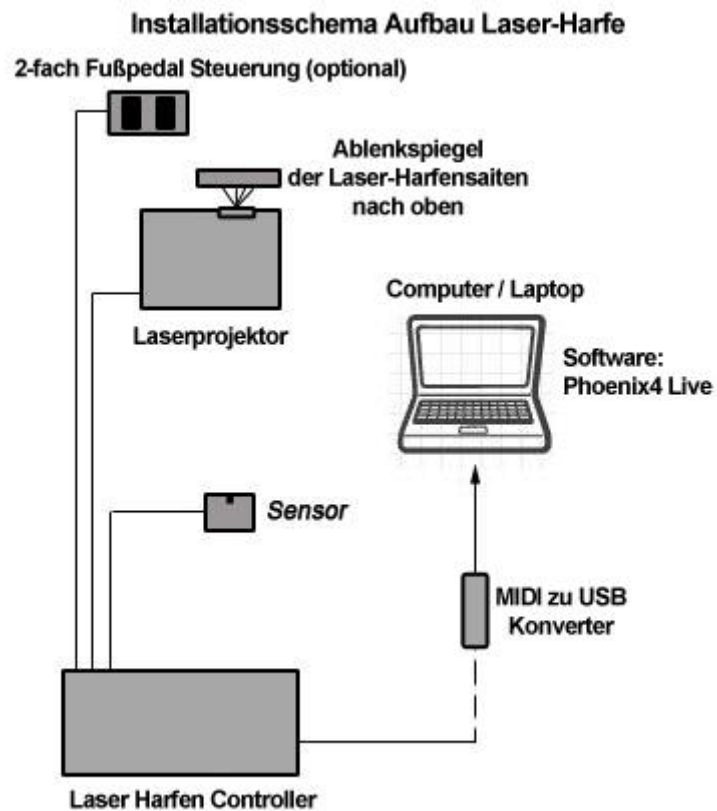 Installationsschema Aufbau Laser-Harfe
2-fach Fußpedal Steuerung (optional)
Ablenkspiegel
der Laser-Harfensaiten
nach oben
Laserprojektor
Computer / Laptop
Software:
Phoenix4 Live
Sensor
MIDI zu USB
Konverter
Laser Harfen Controller